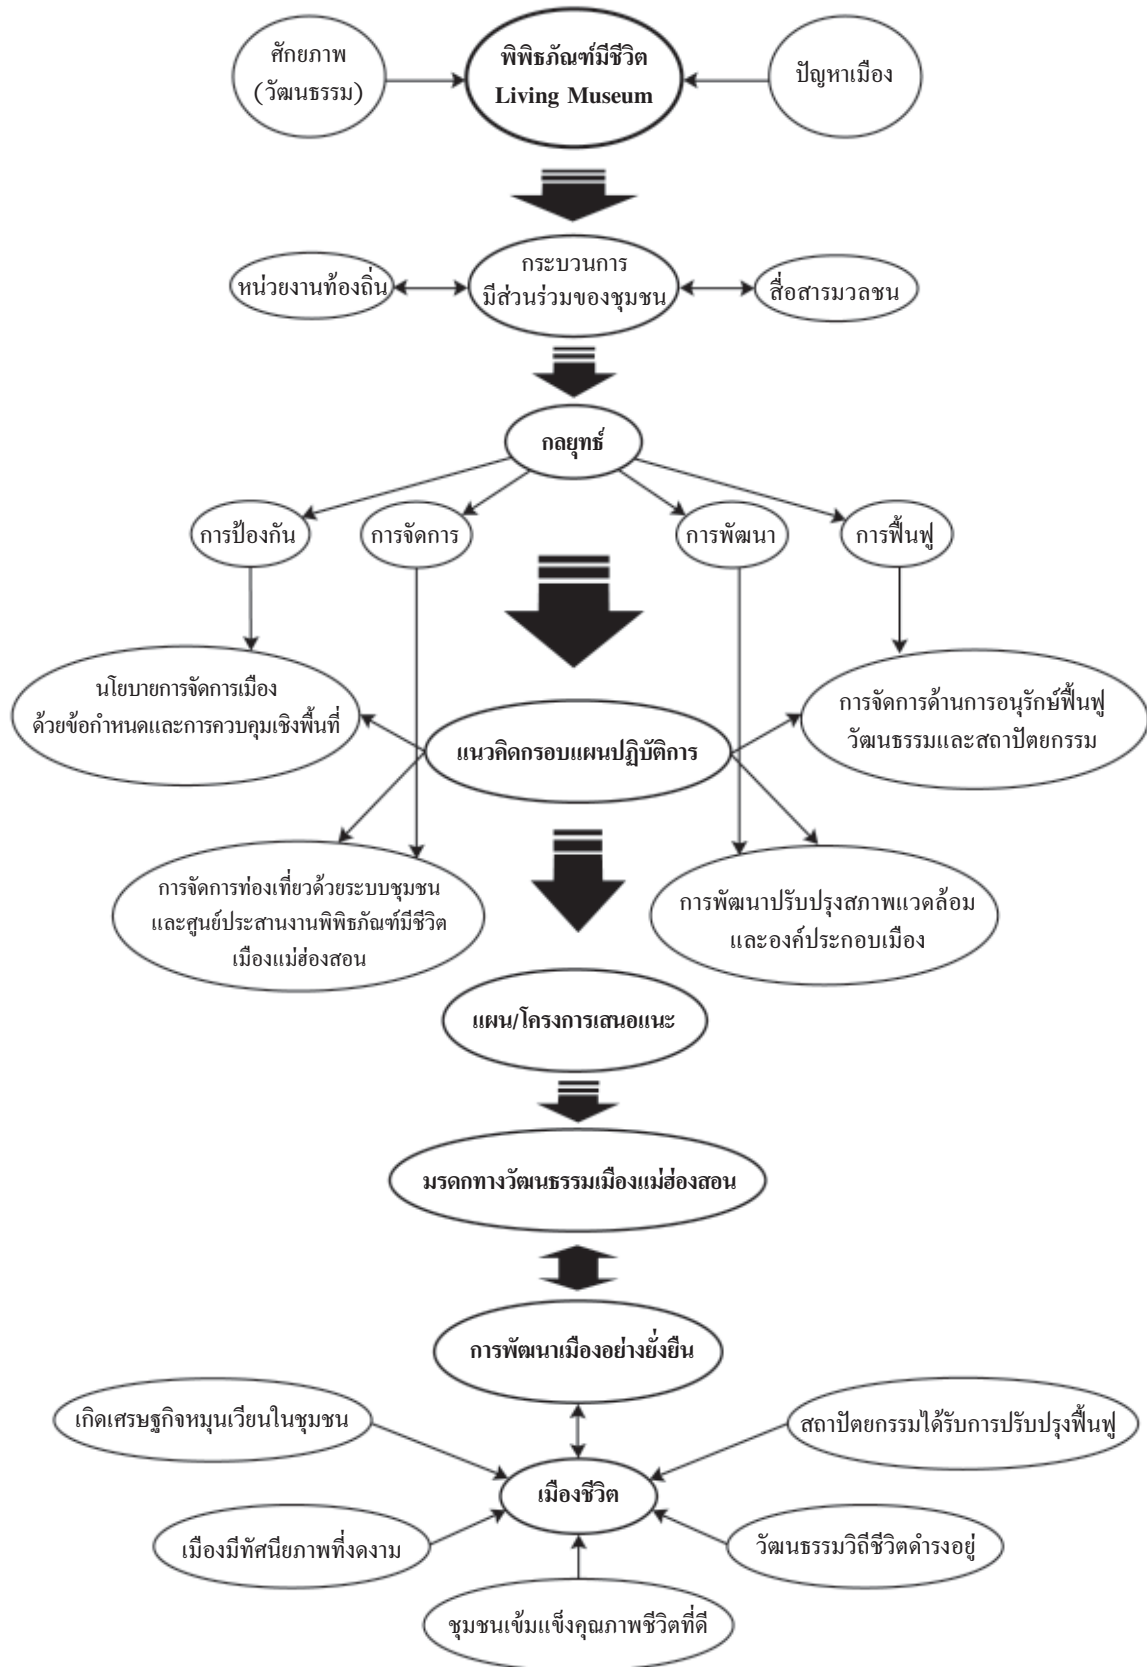 ศักยภาพ
(วัฒนธรรม)
พิพิธภัณฑ์มีชีวิต
Living Museum
ปัญหาเมือง
หน่วยงานท้องถิ่น
กระบวนการ
มีส่วนร่วมของชุมชน
สื่อสารมวลชน
กลยุทธ์
การป้องกัน
การจัดการ
การพัฒนา
การฟื้นฟู
นโยบายการจัดการเมือง
ด้วยข้อกำหนดและการควบคุมเชิงพื้นที่
แนวคิดกรอบแผนปฏิบัติการ
การจัดการด้านการอนุรักษ์ฟื้นฟู
วัฒนธรรมและสถาปัตยกรรม
การจัดการท่องเที่ยวด้วยระบบชุมชน
และศูนย์ประสานงานพิพิธภัณฑ์มีชีวิต
เมืองแม่ฮ่องสอน
การพัฒนาปรับปรุงสภาพแวดล้อม
และองค์ประกอบเมือง
แผน/โครงการเสนอแนะ
มรดกทางวัฒนธรรมเมืองแม่ฮ่องสอน
การพัฒนาเมืองอย่างยั่งยืน
เกิดเศรษฐกิจหมุนเวียนในชุมชน
สถาปัตยกรรมได้รับการปรับปรุงฟื้นฟู
เมืองชีวิต
เมืองมีทัศนียภาพที่งดงาม
วัฒนธรรมวิถีชีวิตดำรงอยู่
ชุมชนเข้มแข็งคุณภาพชีวิตที่ดี